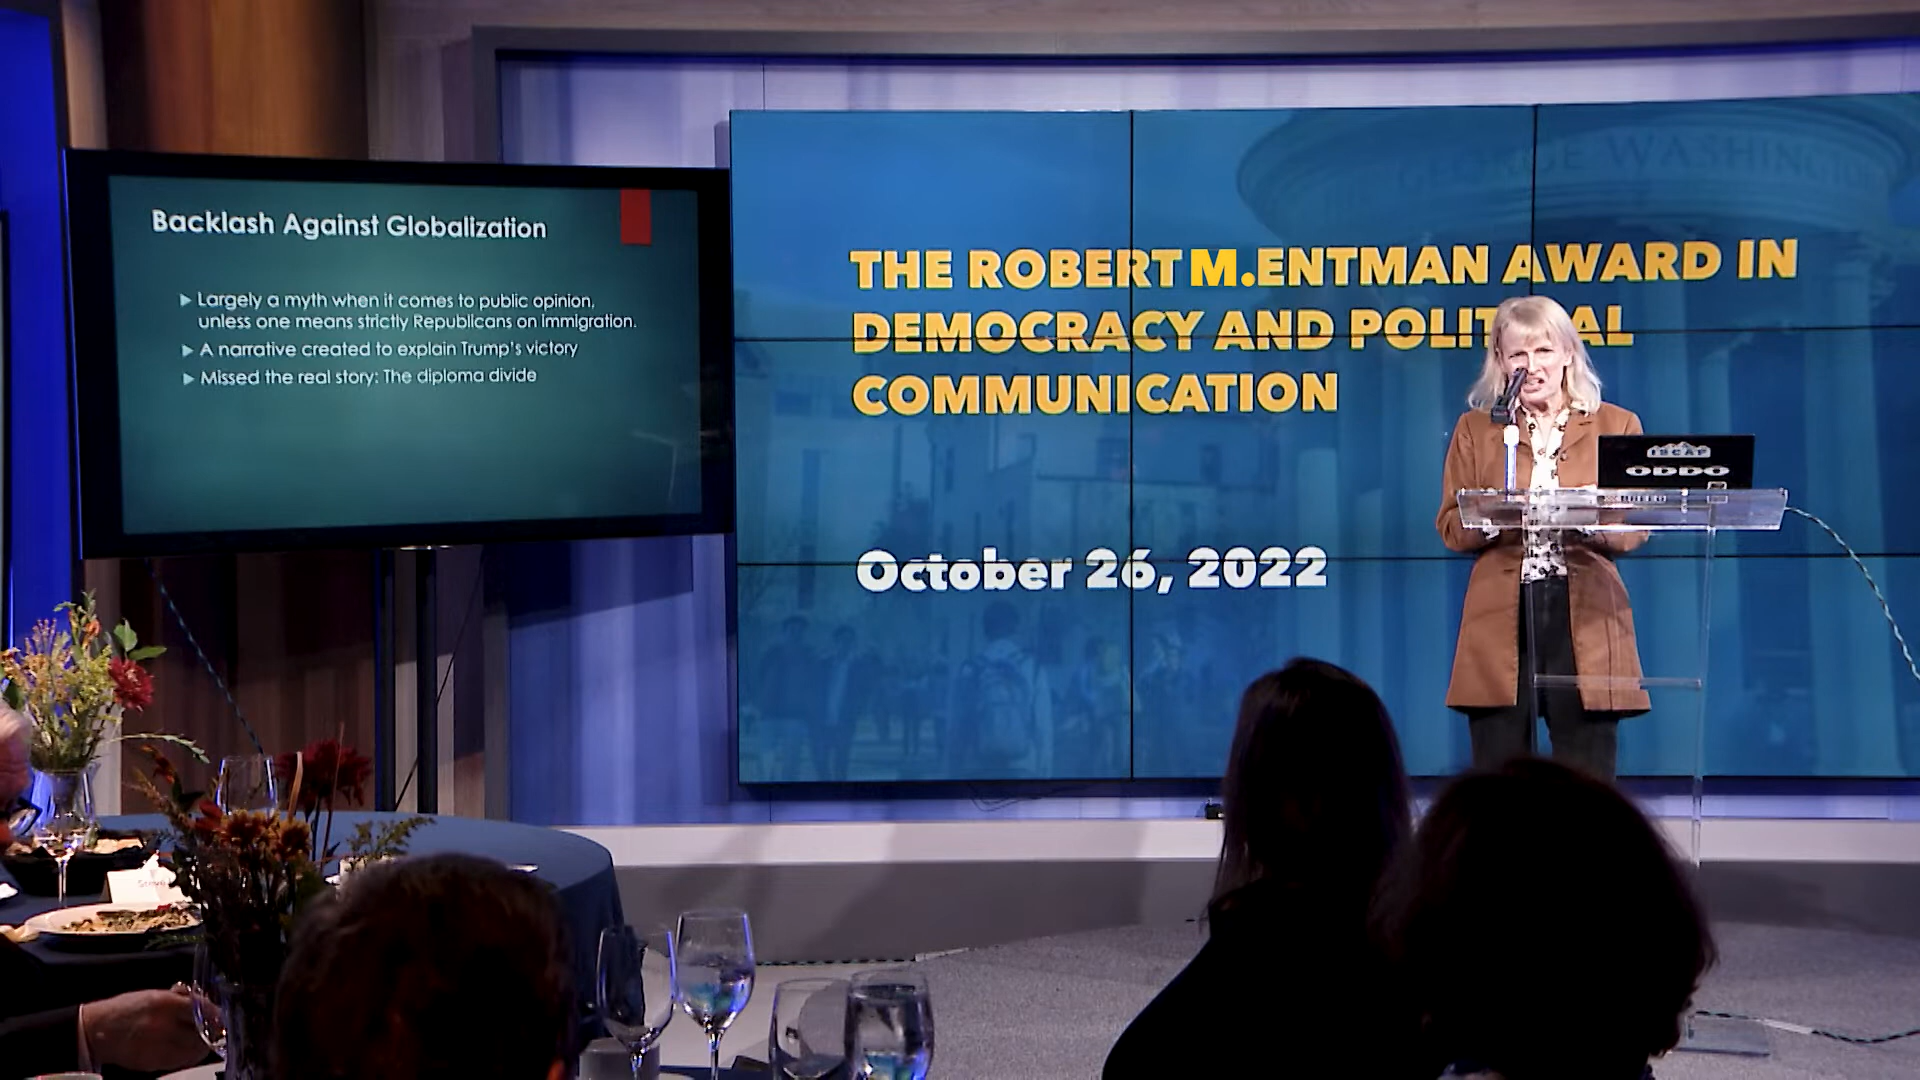 Backlash Against Globalization
▶ Largely a myth when it comes to public opinion,
unless one means strictly Republicans on immigration.
▶ A narrative created to explain Trump's victory
▶ Missed the real story: The diploma divide
GEORGE WASHINGTON
THE ROBERT M.ENTMAN AWARD IN
DEMOCRACY AND POLITICAL
COMMUNICATION
October 26, 2022